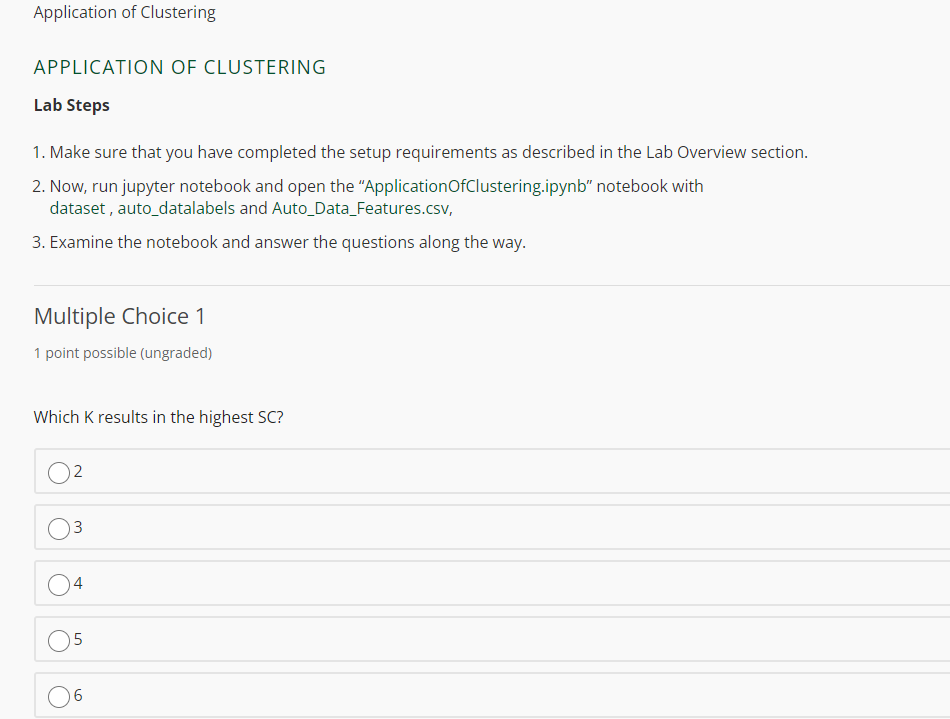 Application of Clustering
APPLICATION OF CLUSTERING
Lab Steps
1. Make sure that you have completed the setup requirements as described in the Lab Overview section.
2. Now, run jupyter notebook and open the “ApplicationOfClustering.ipynb” notebook with
dataset , auto_datalabels and Auto_Data_Features.csv,
3. Examine the notebook and answer the questions along the way.
Multiple Choice 1
1 point possible (ungraded)
Which K results in the highest SC?
2
3
4
5
6